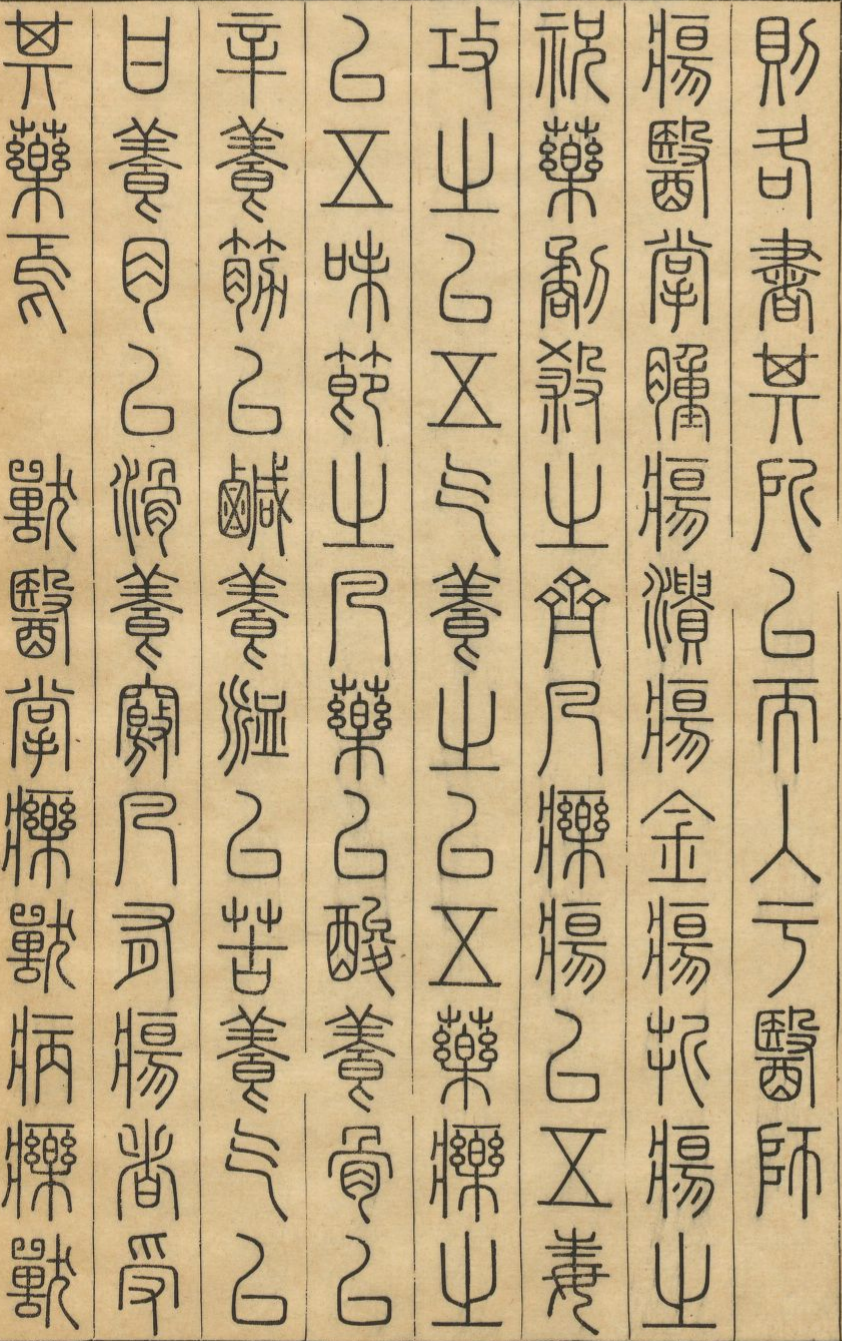 則各書其所以而入于醫師
瘍醫掌腫瘍潰瘍金瘍折瘍之
祝藥劀殺之齊凡療瘍以五毒
攻之以五气養之以五藥療之
以五味節之凡藥以酸養骨以
辛養筋以鹹養脈以苦養气以
甘養肉以滑養竅凡有瘍者受
其藥焉　獸醫掌療獸病療獸